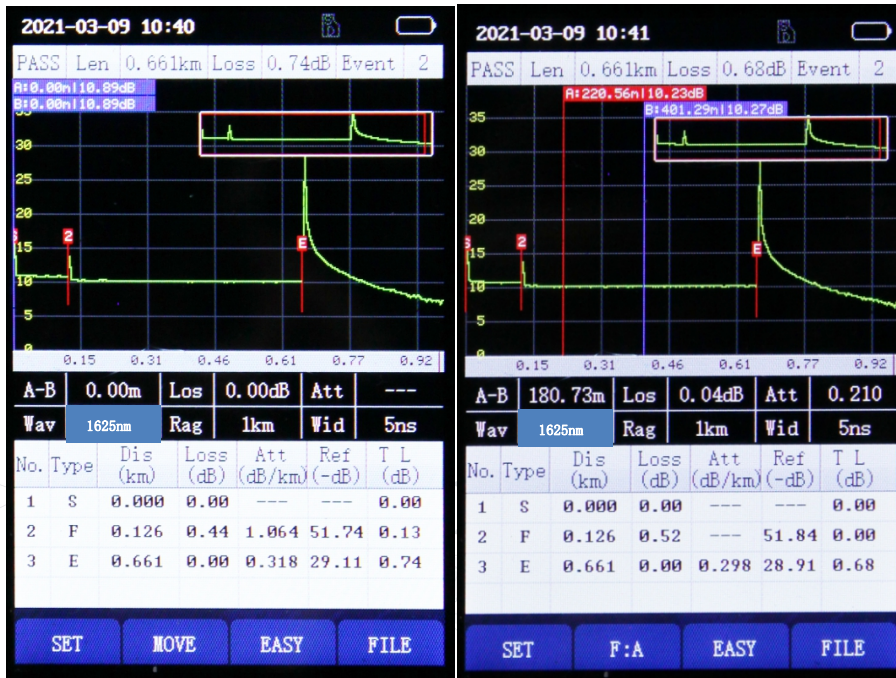 2021-03-09 10:40
PASS Len 0.661km Loss 0.74dB Event 2
A:0.00m|10.89dB
B:0.00m|10.89dB
35
30
25
20
S 2 E
15
10
5
0
0.15 0.31 0.46 0.61 0.77 0.92
A-B 0.00m Los 0.00dB Att ---
Wav 1625nm Rag 1km Wid 5ns
No. Type Dis (km) Loss (dB) Att (dB/km) Ref (-dB) T L (dB)
1 S 0.000 0.00 --- --- 0.00
2 F 0.126 0.44 1.064 51.74 0.13
3 E 0.661 0.00 0.318 29.11 0.74
SET MOVE EASY FILE
2021-03-09 10:41
PASS Len 0.661km Loss 0.68dB Event 2
A:220.56m|10.23dB
B:401.29m|10.27dB
35
30
25
20
S 2 E
15
10
5
0
0.15 0.31 0.46 0.61 0.77 0.92
A-B 180.73m Los 0.04dB Att 0.210
Wav 1625nm Rag 1km Wid 5ns
No. Type Dis (km) Loss (dB) Att (dB/km) Ref (-dB) T L (dB)
1 S 0.000 0.00 --- --- 0.00
2 F 0.126 0.52 --- 51.84 0.00
3 E 0.661 0.00 0.298 28.91 0.68
SET F:A EASY FILE